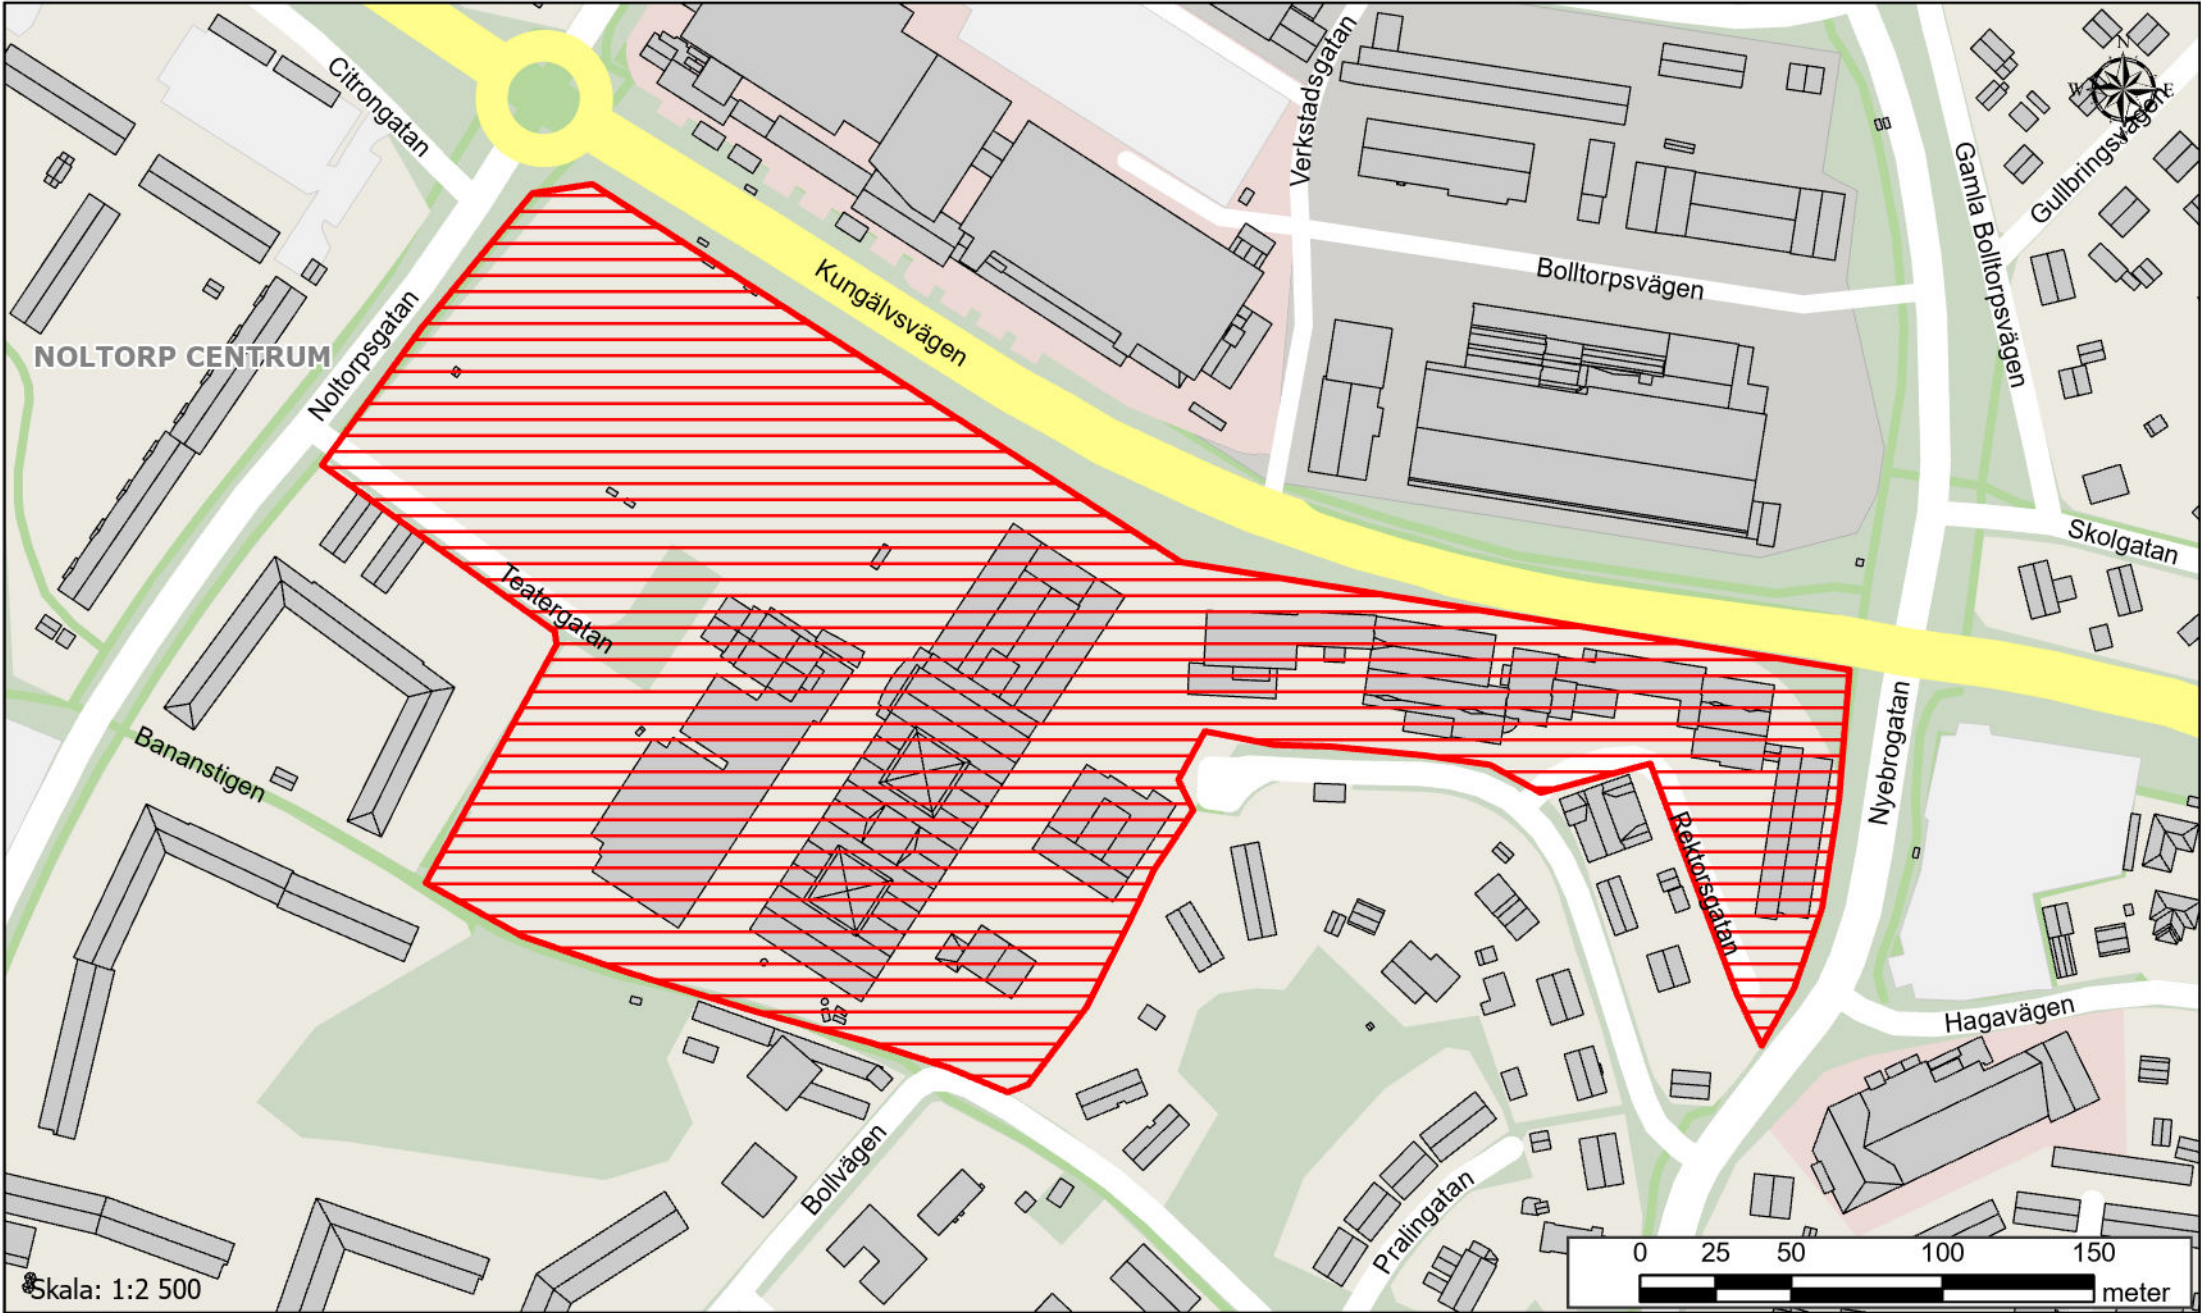 N
W
E
Citrongatan
Verkstadsgatan
Gamla Bolltorpsvägen
Gullbringsvägen
Bolltorpsvägen
Kungälvsvägen
Noltorpsgatan
NOLTORP CENTRUM
Skolgatan
Teatergatan
Bananstigen
Nyebrogatan
Rektorsgatan
Hagavägen
Bollvägen
Pralingatan
0 25 50 100 150
meter
Skala: 1:2 500